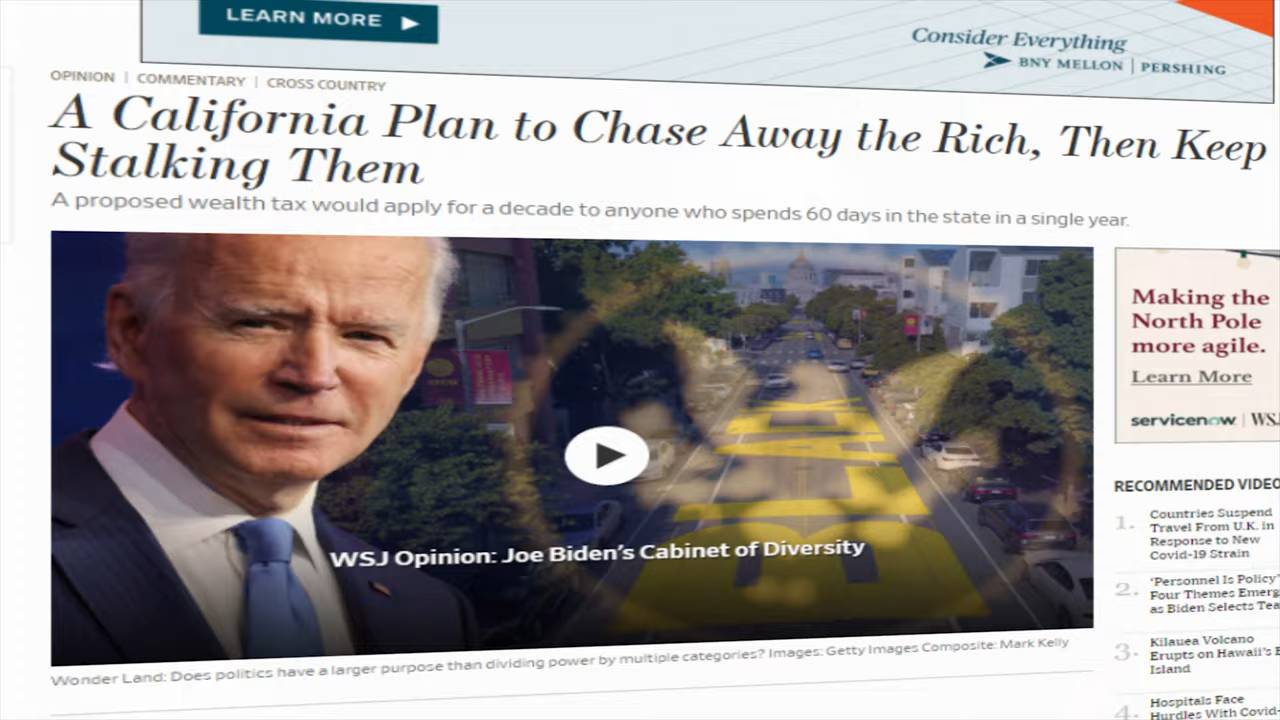 LEARN MORE
Consider Everything
BNY MELLON | PERSHING
OPINION | COMMENTARY | CROSS COUNTRY
A California Plan to Chase Away the Rich, Then Keep
Stalking Them
A proposed wealth tax would apply for a decade to anyone who spends 60 days in the state in a single year.
WSJ Opinion: Joe Biden's Cabinet of Diversity
Wonder Land: Does politics have a larger purpose than dividing power by multiple categories? Images: Getty Images Composite: Mark Kelly
Making the
North Pole
more agile.
Learn More
servicenow | WS
RECOMMENDED VIDEO
1. Countries Suspend
Travel From U.K. in
Response to New
Covid-19 Strain
2. 'Personnel Is Policy'
Four Themes Emerg
as Biden Selects Tea
3. Kilauea Volcano
Erupts on Hawaii's B
Island
4. Hospitals Face
Hurdles With Covid-